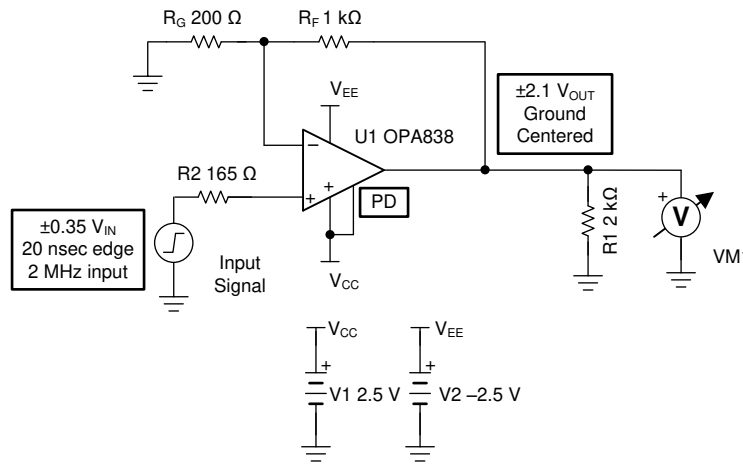 R_G 200 Ω
R_F 1 kΩ
V_EE
±2.1 V_OUT
Ground
Centered
U1 OPA838
−
R2 165 Ω
+
+
PD
+
V
R1 2 kΩ
VM1
±0.35 V_IN
20 nsec edge
2 MHz input
Input
Signal
V_CC
V_CC
V_EE
+
+
V1 2.5 V
V2 –2.5 V